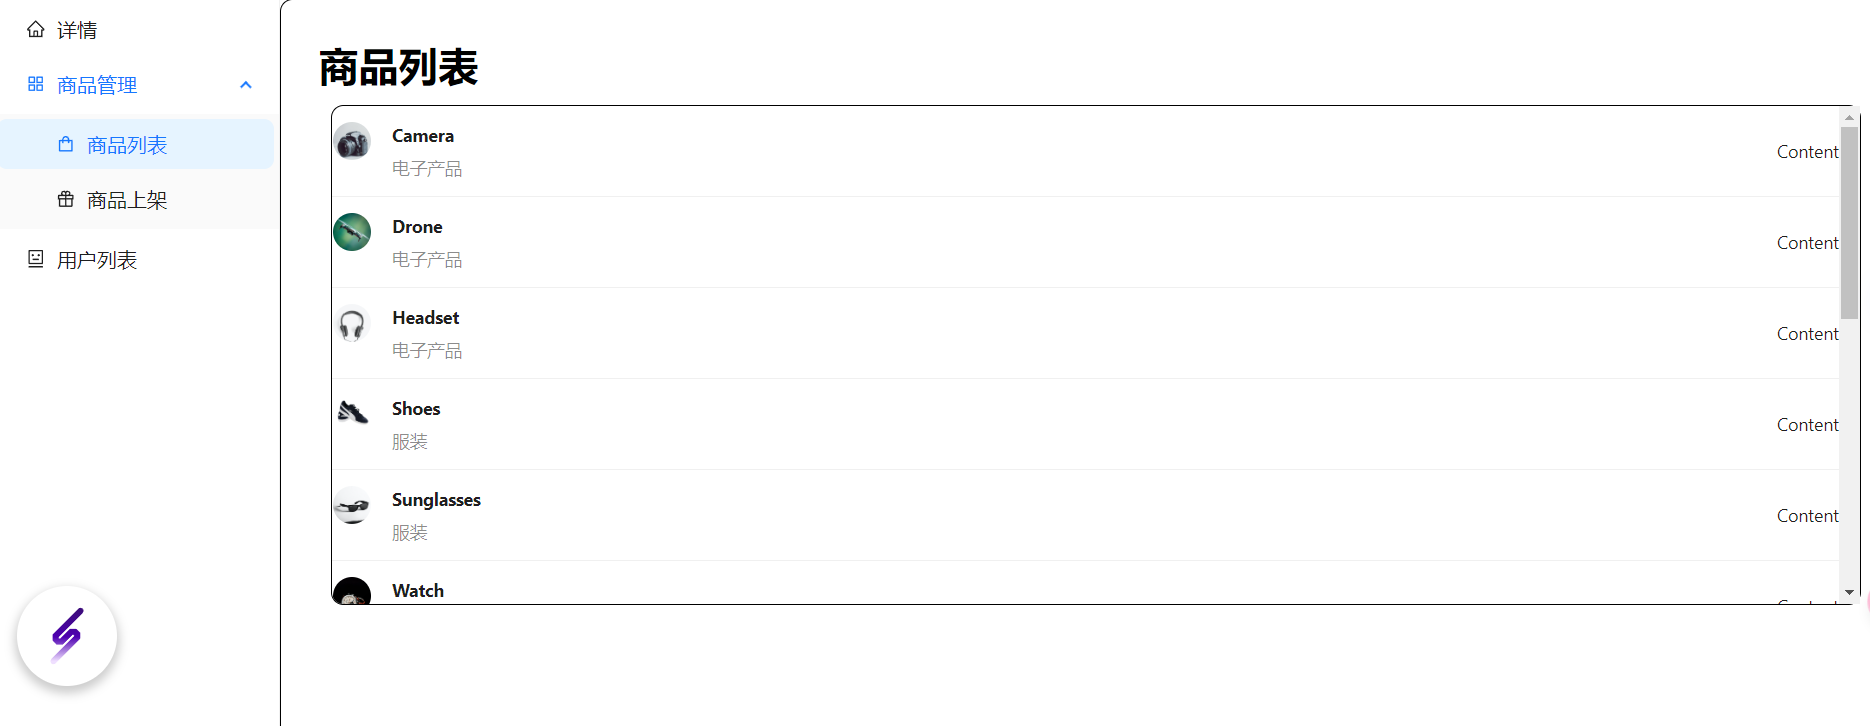 详情
商品管理
商品列表
商品上架
用户列表
商品列表
Camera
电子产品
Content
Drone
电子产品
Content
Headset
电子产品
Content
Shoes
服装
Content
Sunglasses
服装
Content
Watch